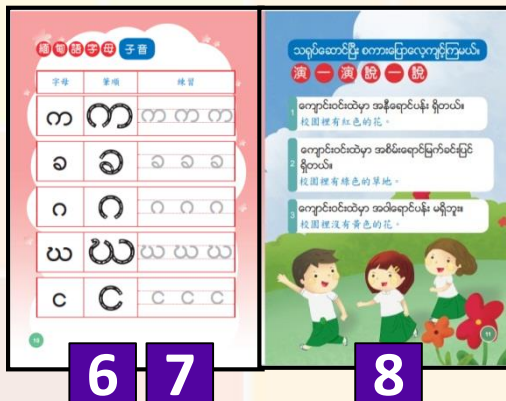 緬甸語字母 子音
字母 筆順 練習
က က က က က
ခ ခ ခ ခ ခ
ဂ ဂ ဂ ဂ ဂ
ဃ ဃ ဃ ဃ ဃ
င င င င င
10
သရုပ်ဆောင်ပြီး စကားပြောလေ့ကျင့်ကြမယ်။
演一演說一說
1 ကျောင်းဝင်းထဲမှာ အနီရောင်ပန်း ရှိတယ်။
校園裡有紅色的花。
2 ကျောင်းဝင်းထဲမှာ အစိမ်းရောင်မြက်ခင်းပြင်
ရှိတယ်။
校園裡有綠色的草地。
3 ကျောင်းဝင်းထဲမှာ အဝါရောင်ပန်း မရှိဘူး။
校園裡沒有黃色的花。
11
6 7 8